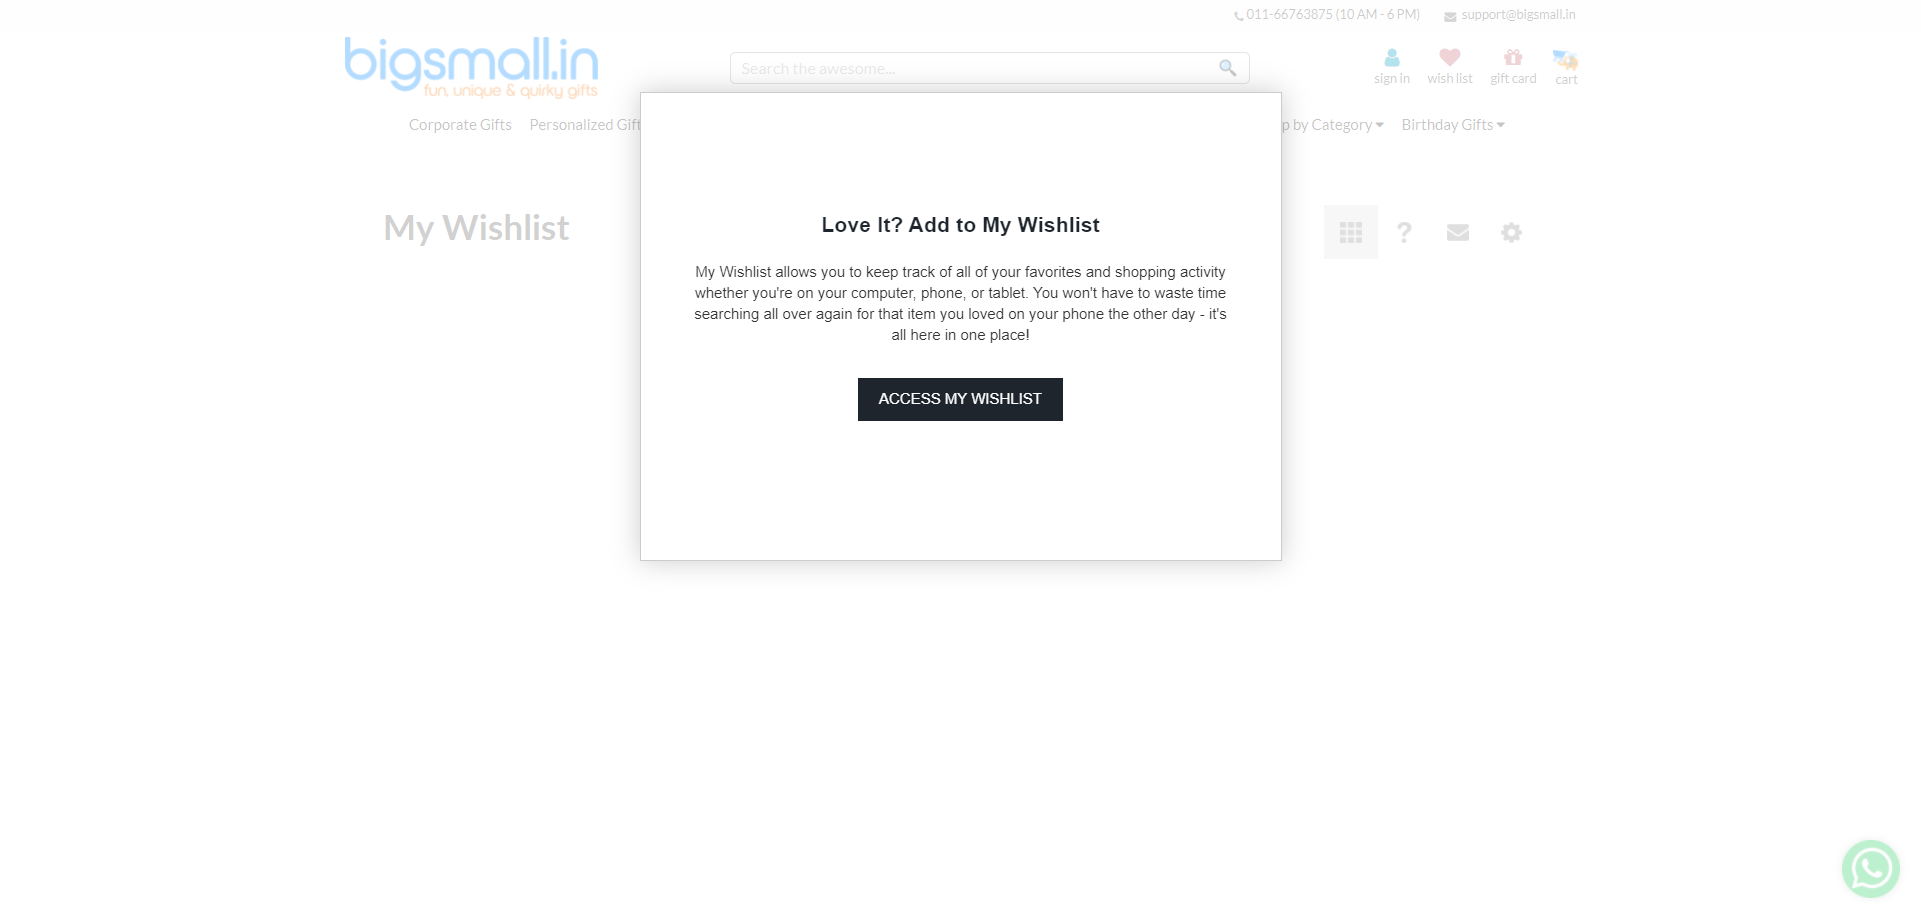 011-66763875 (10 AM - 6 PM) support@bigsmall.in
bigsmall.in
fun, unique & quirky gifts
Search the awesome...
sign in wish list gift card cart
Corporate Gifts Personalized Gift by Category Birthday Gifts
My Wishlist
?
Love It? Add to My Wishlist
My Wishlist allows you to keep track of all of your favorites and shopping activity
whether you're on your computer, phone, or tablet. You won't have to waste time
searching all over again for that item you loved on your phone the other day - it's
all here in one place!
ACCESS MY WISHLIST